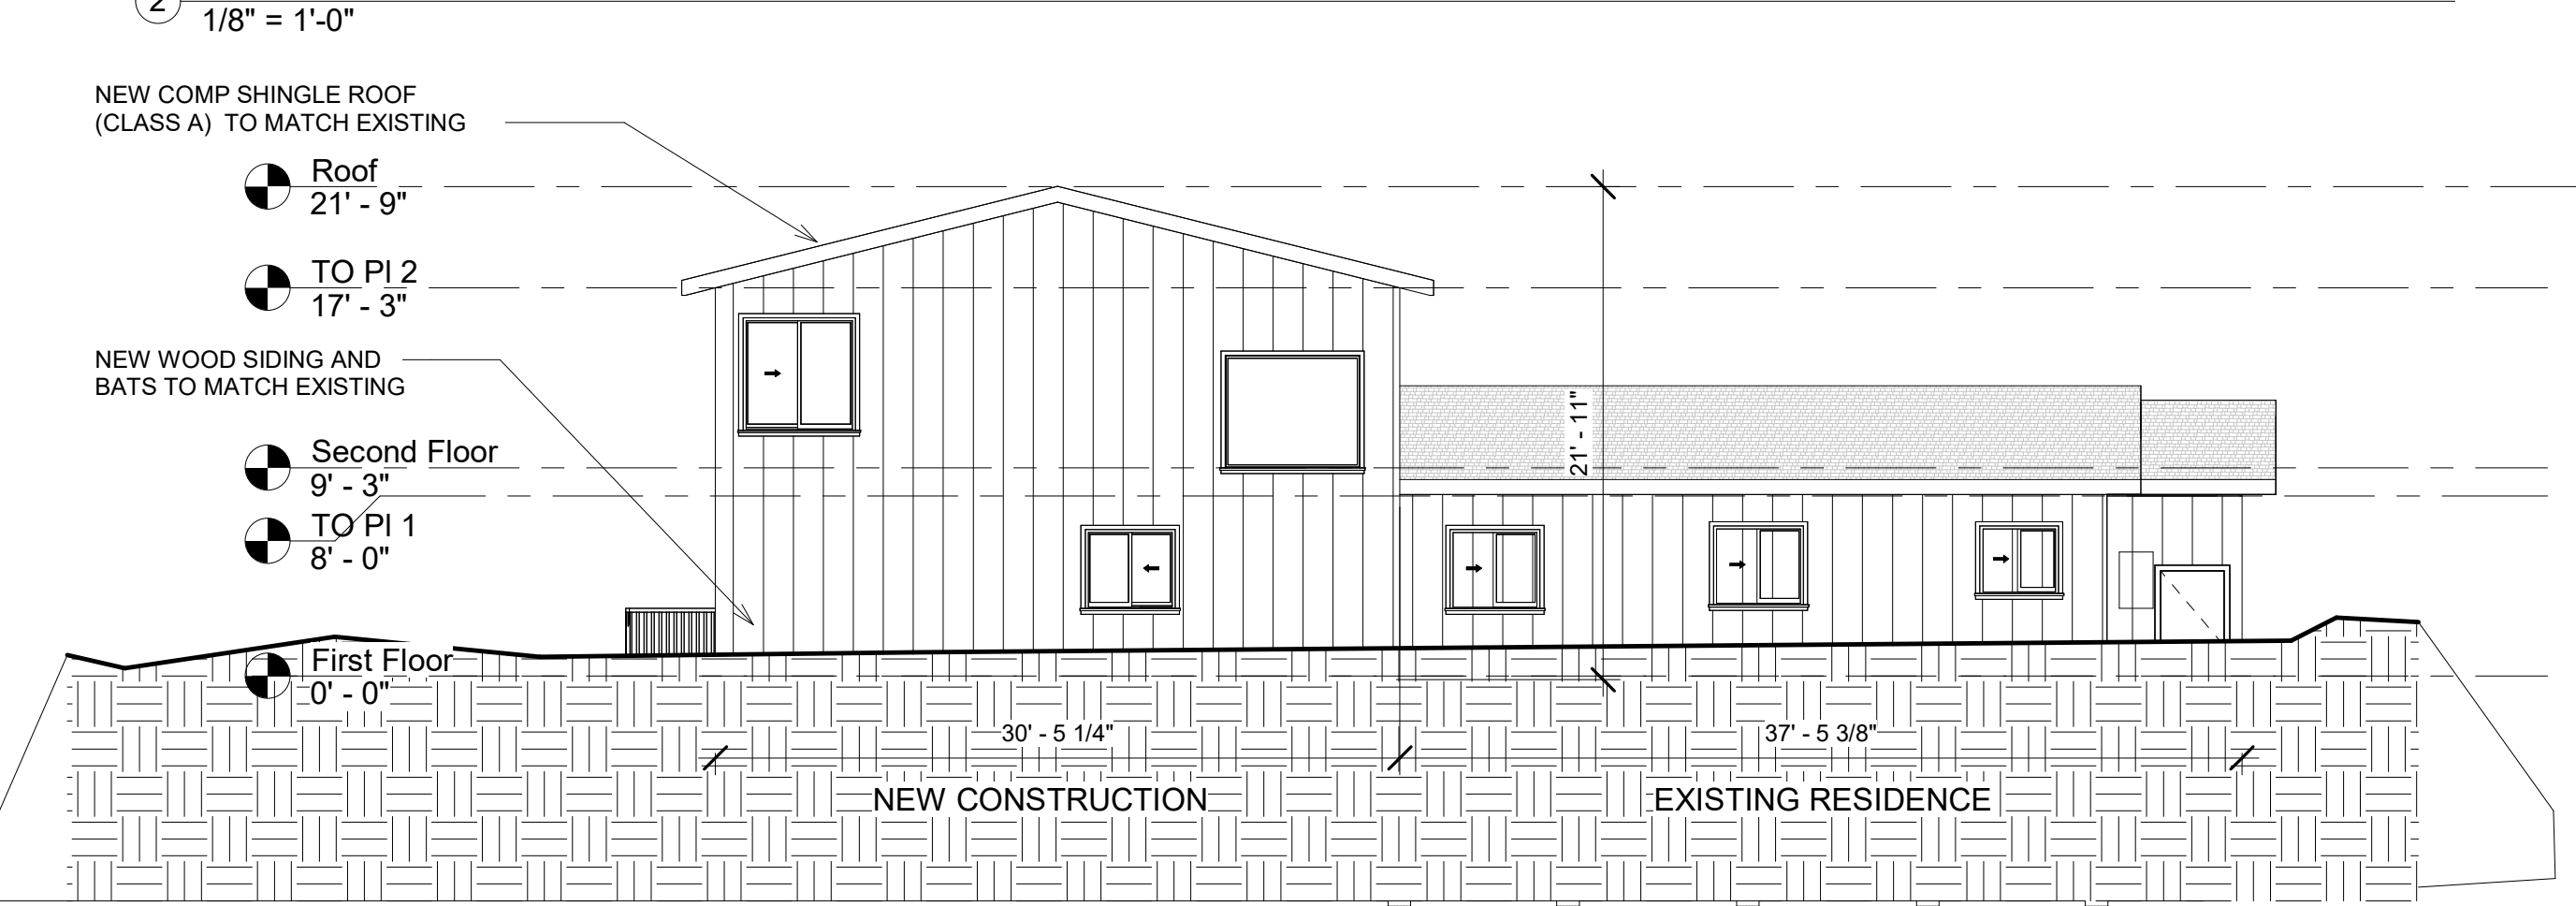 2
1/8" = 1'-0"
NEW COMP SHINGLE ROOF
(CLASS A) TO MATCH EXISTING
Roof
21' - 9"
TO Pl 2
17' - 3"
NEW WOOD SIDING AND
BATS TO MATCH EXISTING
Second Floor
9' - 3"
TO Pl 1
8' - 0"
21' - 11"
First Floor
0' - 0"
30' - 5 1/4"
37' - 5 3/8"
NEW CONSTRUCTION
EXISTING RESIDENCE